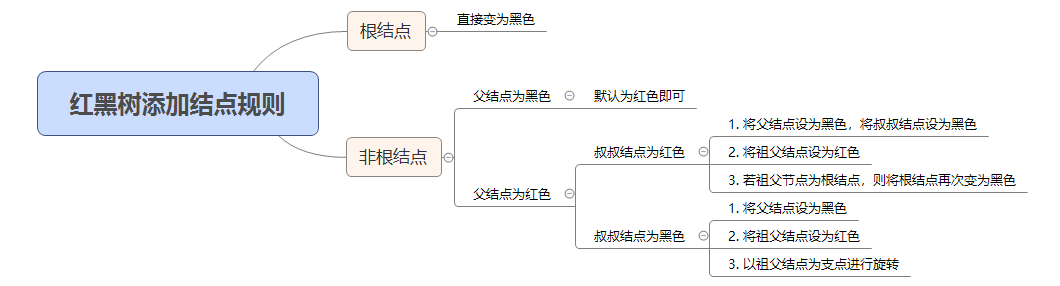 红黑树添加结点规则
根结点
直接变为黑色
非根结点
父结点为黑色
默认为红色即可
父结点为红色
叔叔结点为红色
1. 将父结点设为黑色，将叔叔结点设为黑色
2. 将祖父结点设为红色
3. 若祖父节点为根结点，则将根结点再次变为黑色
叔叔结点为黑色
1. 将父结点设为黑色
2. 将祖父结点设为红色
3. 以祖父结点为支点进行旋转